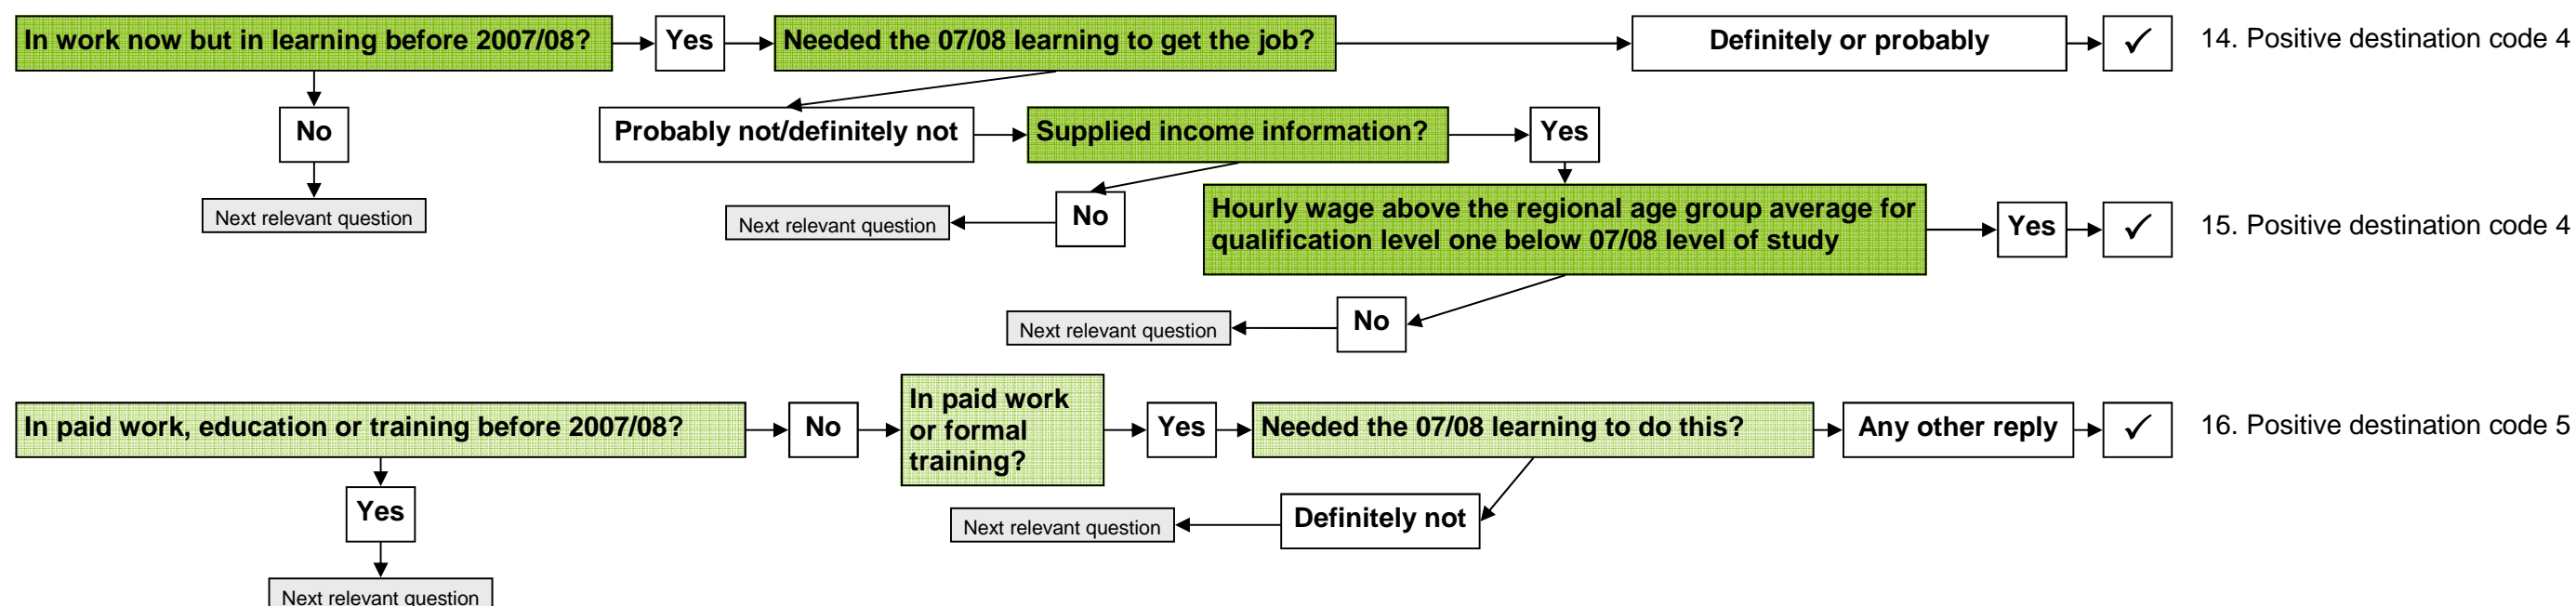 In work now but in learning before 2007/08?
Yes
Needed the 07/08 learning to get the job?
Definitely or probably
✓
14. Positive destination code 4
No
Probably not/definitely not
Supplied income information?
Yes
Next relevant question
Next relevant question
No
Hourly wage above the regional age group average for
qualification level one below 07/08 level of study
Yes
✓
15. Positive destination code 4
Next relevant question
No
In paid work, education or training before 2007/08?
No
In paid work
or formal
training?
Yes
Needed the 07/08 learning to do this?
Any other reply
✓
16. Positive destination code 5
Yes
Next relevant question
Definitely not
Next relevant question